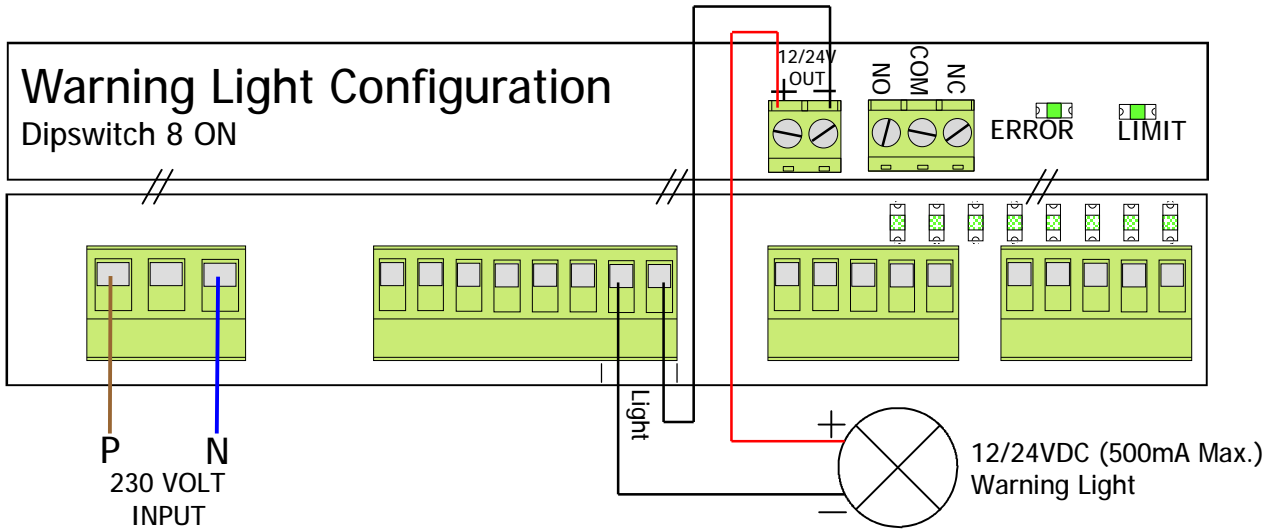 Warning Light Configuration
Dipswitch 8 ON
12/24V
OUT
+ −
NO
COM
NC
ERROR
LIMIT
P
N
230 VOLT
INPUT
Light
+
−
12/24VDC (500mA Max.)
Warning Light